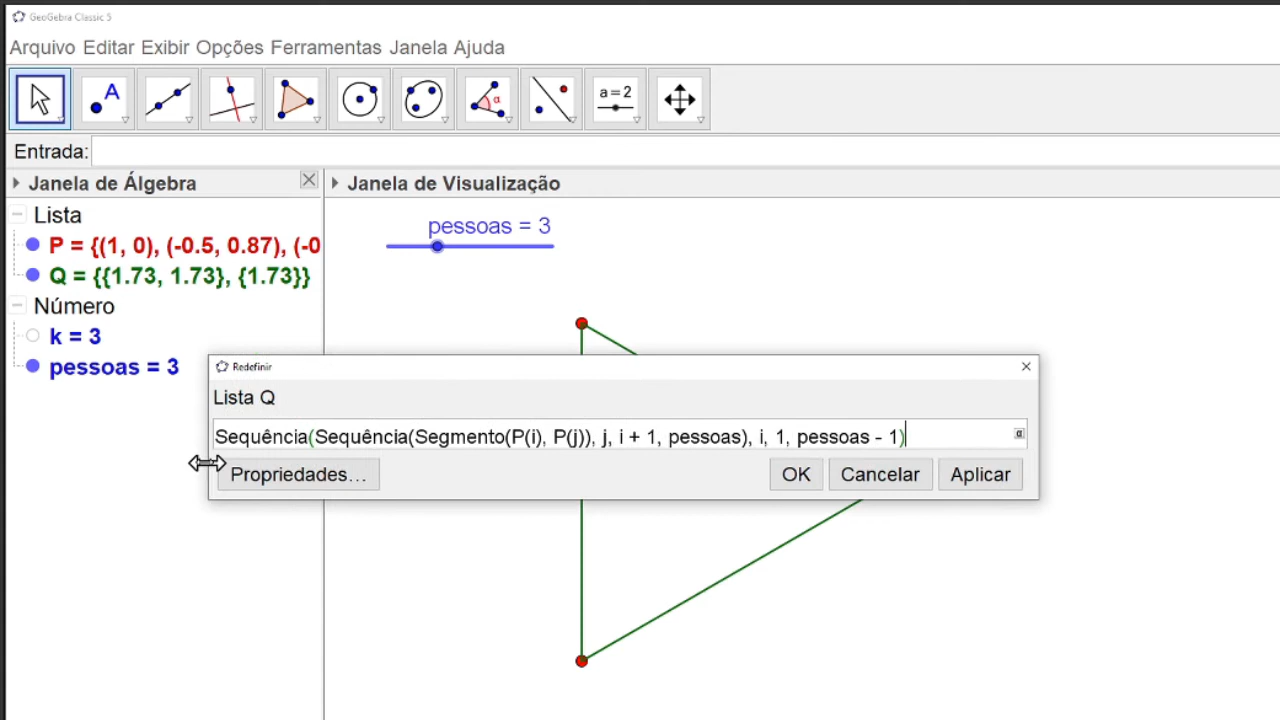 GeoGebra Classic 5
Arquivo Editar Exibir Opções Ferramentas Janela Ajuda
A
α
a=2
Entrada:
Janela de Álgebra
Janela de Visualização
Lista
P = {(1, 0), (-0.5, 0.87), (-0
Q = {{1.73, 1.73}, {1.73}}
Número
k = 3
pessoas = 3
pessoas = 3
Redefinir
Lista Q
Sequência(Sequência(Segmento(P(i), P(j)), j, i + 1, pessoas), i, 1, pessoas - 1)
α
Propriedades...
OK
Cancelar
Aplicar